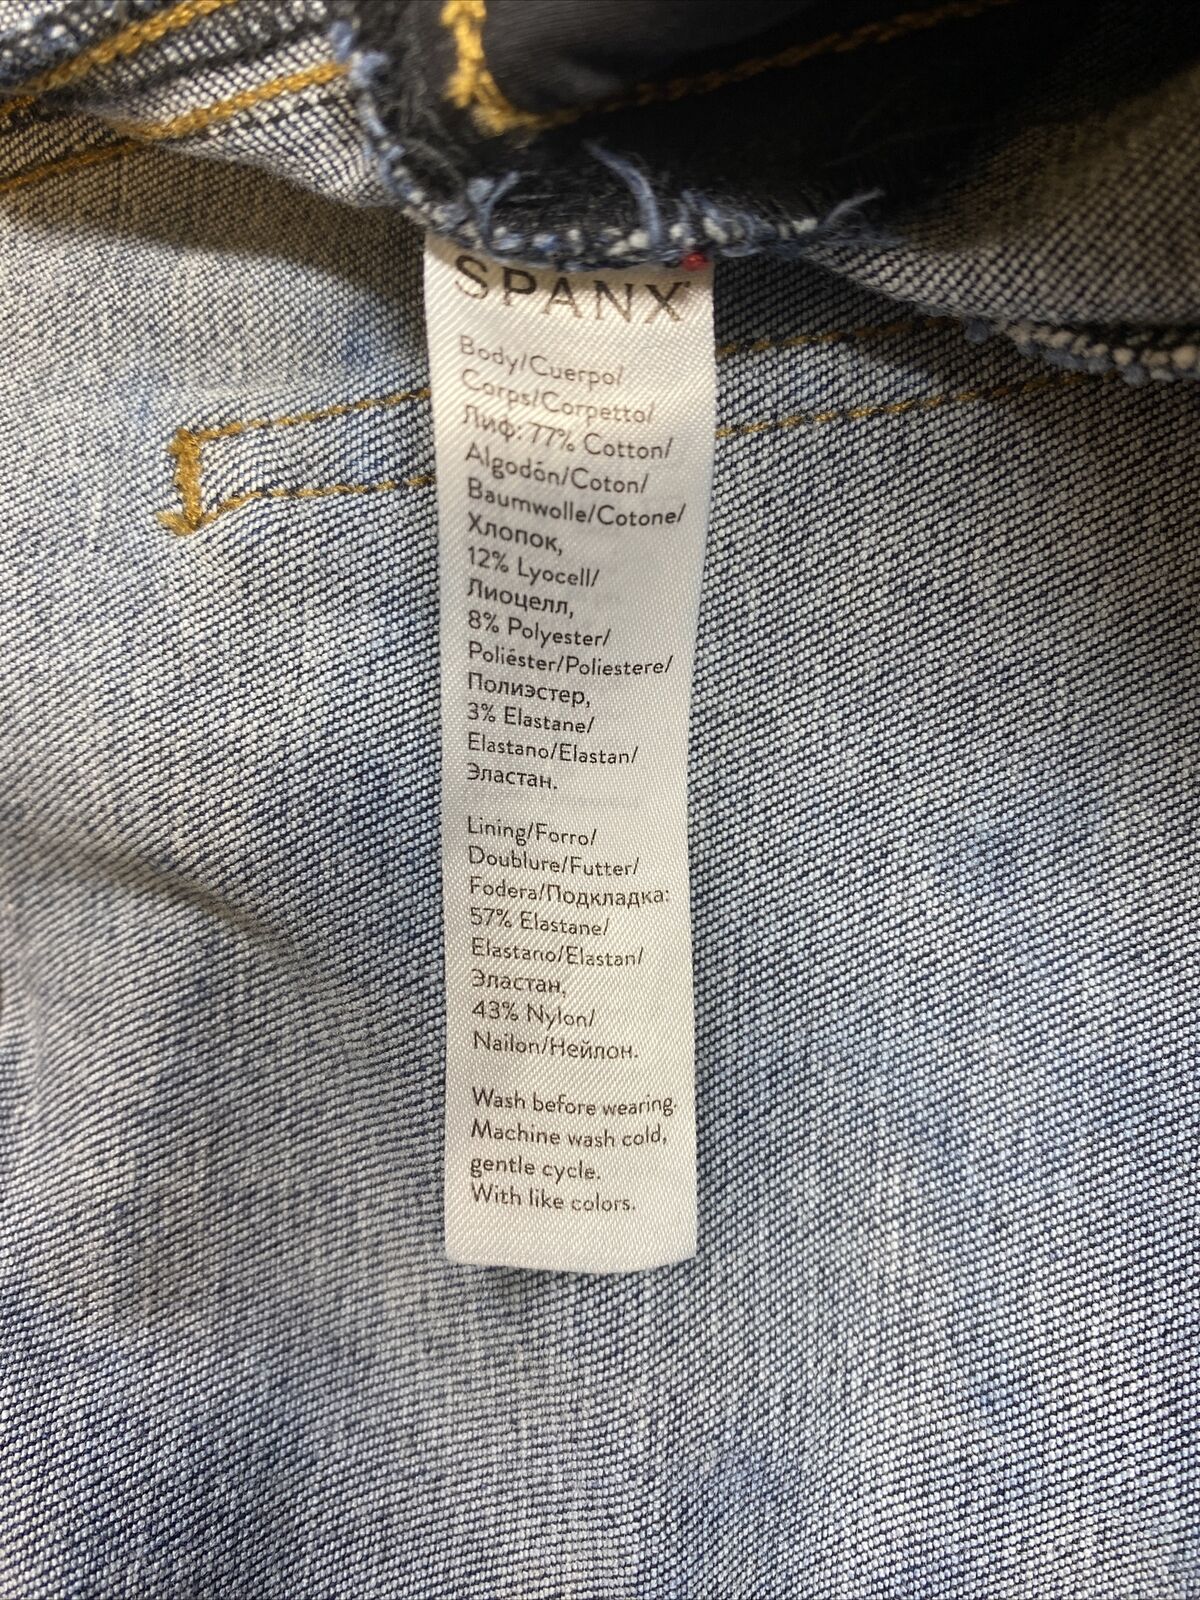 SPANX®
Body/Cuerpo/
Corps/Corpetto/
Лиф: 77% Cotton/
Algodón/Coton/
Baumwolle/Cotone/
Хлопок,
12% Lyocell/
Лиоцелл,
8% Polyester/
Poliéster/Poliestere/
Полиэстер,
3% Elastane/
Elastano/Elastan/
Эластан.
Lining/Forro/
Doublure/Futter/
Fodera/Подкладка:
57% Elastane/
Elastano/Elastan/
Эластан,
43% Nylon/
Nailon/Нейлон.
Wash before wearing.
Machine wash cold,
gentle cycle.
With like colors.